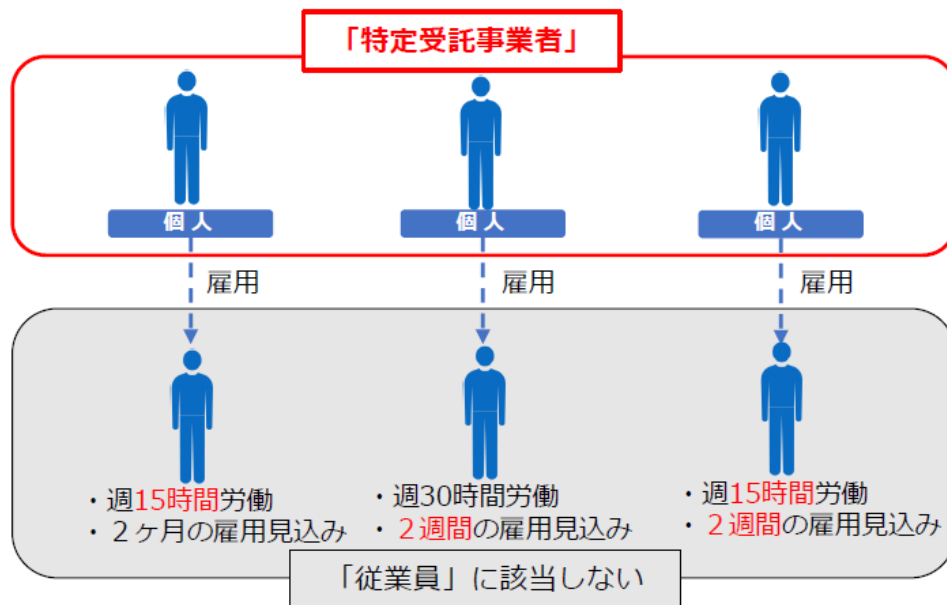 「特定受託事業者」
個人
個人
個人
雇用
雇用
雇用
・週15時間労働
・２ヶ月の雇用見込み
・週30時間労働
・２週間の雇用見込み
・週15時間労働
・２週間の雇用見込み
「従業員」に該当しない